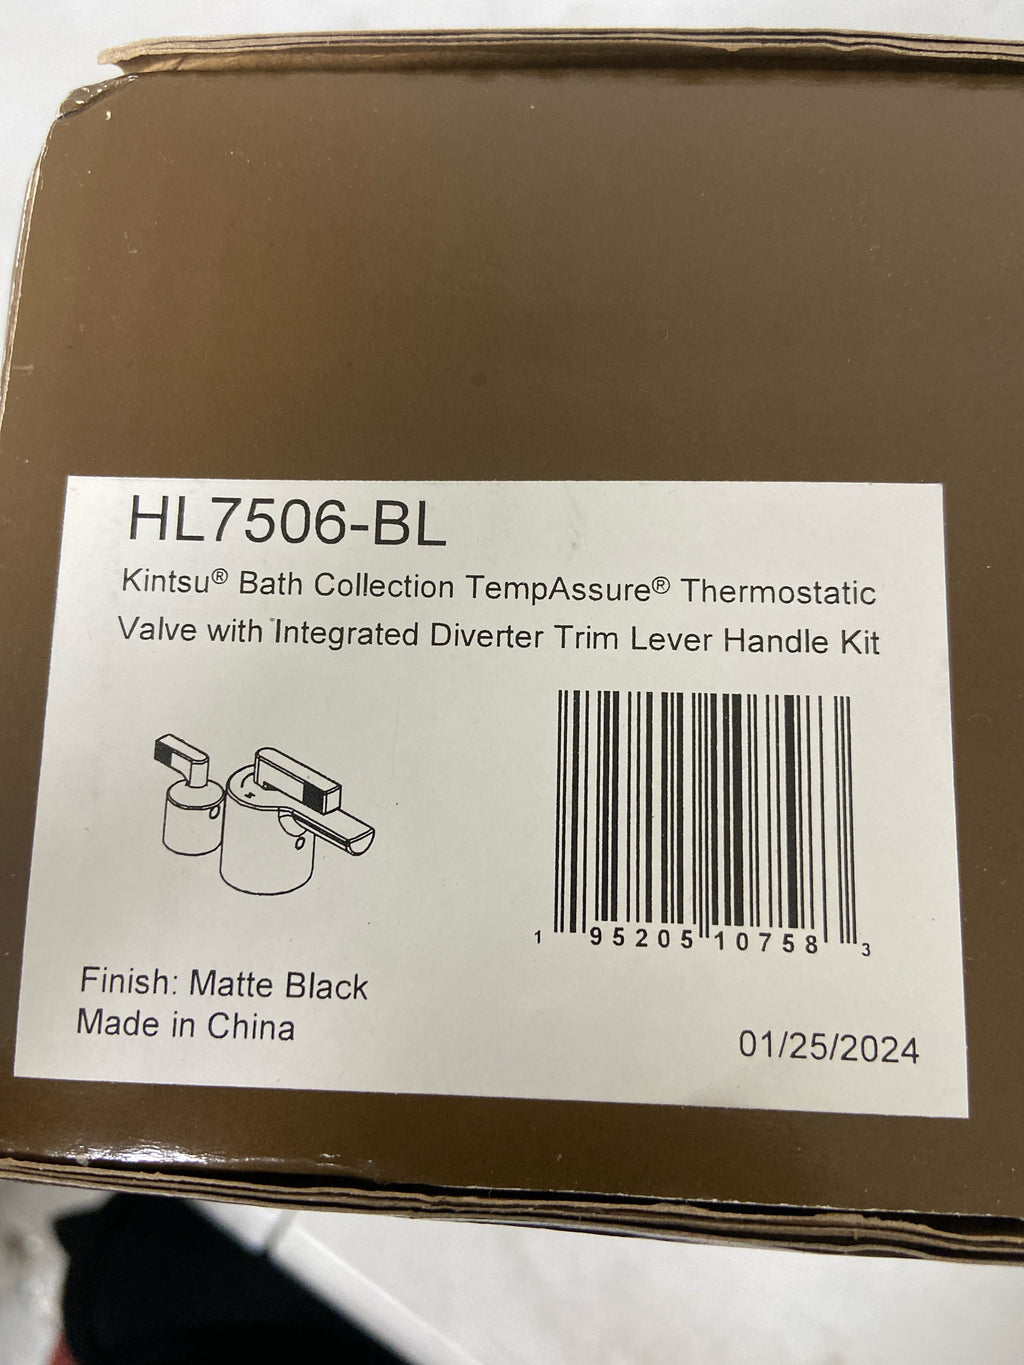 HL7506-BL
Kintsu® Bath Collection TempAssure® Thermostatic
Valve with Integrated Diverter Trim Lever Handle Kit
1 95205 10758 3
Finish: Matte Black
Made in China
01/25/2024